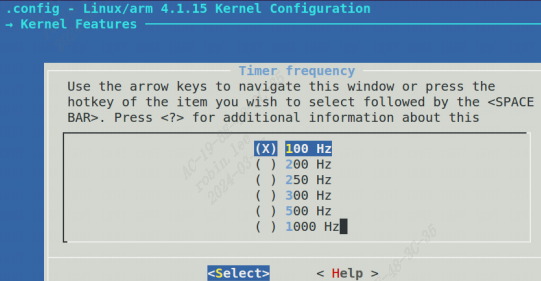 .config - Linux/arm 4.1.15 Kernel Configuration
→ Kernel Features
Timer frequency
Use the arrow keys to navigate this window or press the
hotkey of the item you wish to select followed by the <SPACE
BAR>. Press <?> for additional information about this
(X) 100 Hz
( ) 200 Hz
( ) 250 Hz
( ) 300 Hz
( ) 500 Hz
( ) 1000 Hz
<Select> < Help >